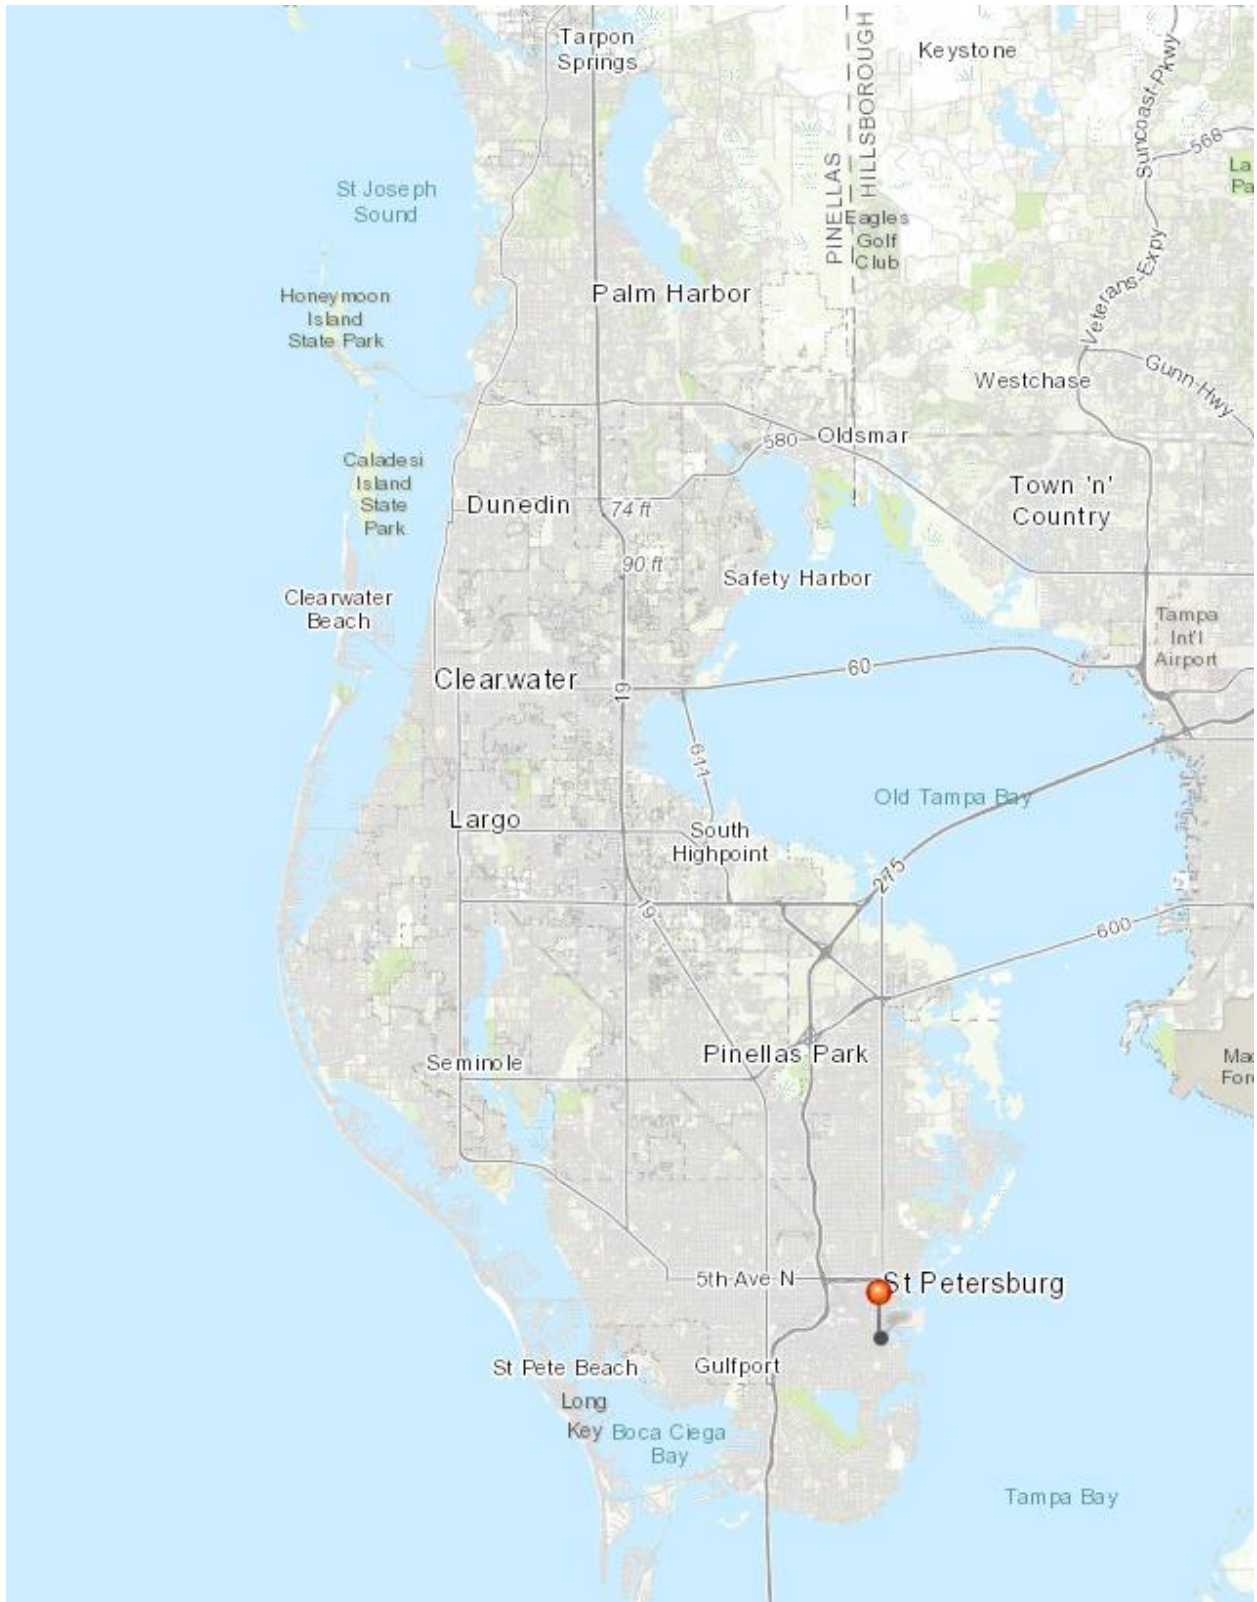 Tarpon
Springs
Keystone
Suncoast-Pkwy
568
HILLSBOROUGH
PINELLAS
La
Pa
St Joseph
Sound
Eagles
Golf
Club
Honeymoon
Island
State Park
Palm Harbor
Veterans-Expy
Westchase
Gunn-Hwy
580
Oldsmar
Caladesi
Island
State
Park
Dunedin
74 ft
Town 'n'
Country
90 ft
Safety Harbor
Clearwater
Beach
Tampa
Int'l
Airport
Clearwater
19
60
644
Old Tampa Bay
Largo
South
Highpoint
275
19
600
Seminole
Pinellas Park
Mac
Forc
5th Ave N
St Petersburg
St Pete Beach
Gulfport
Long
Key
Boca Ciega
Bay
Tampa Bay